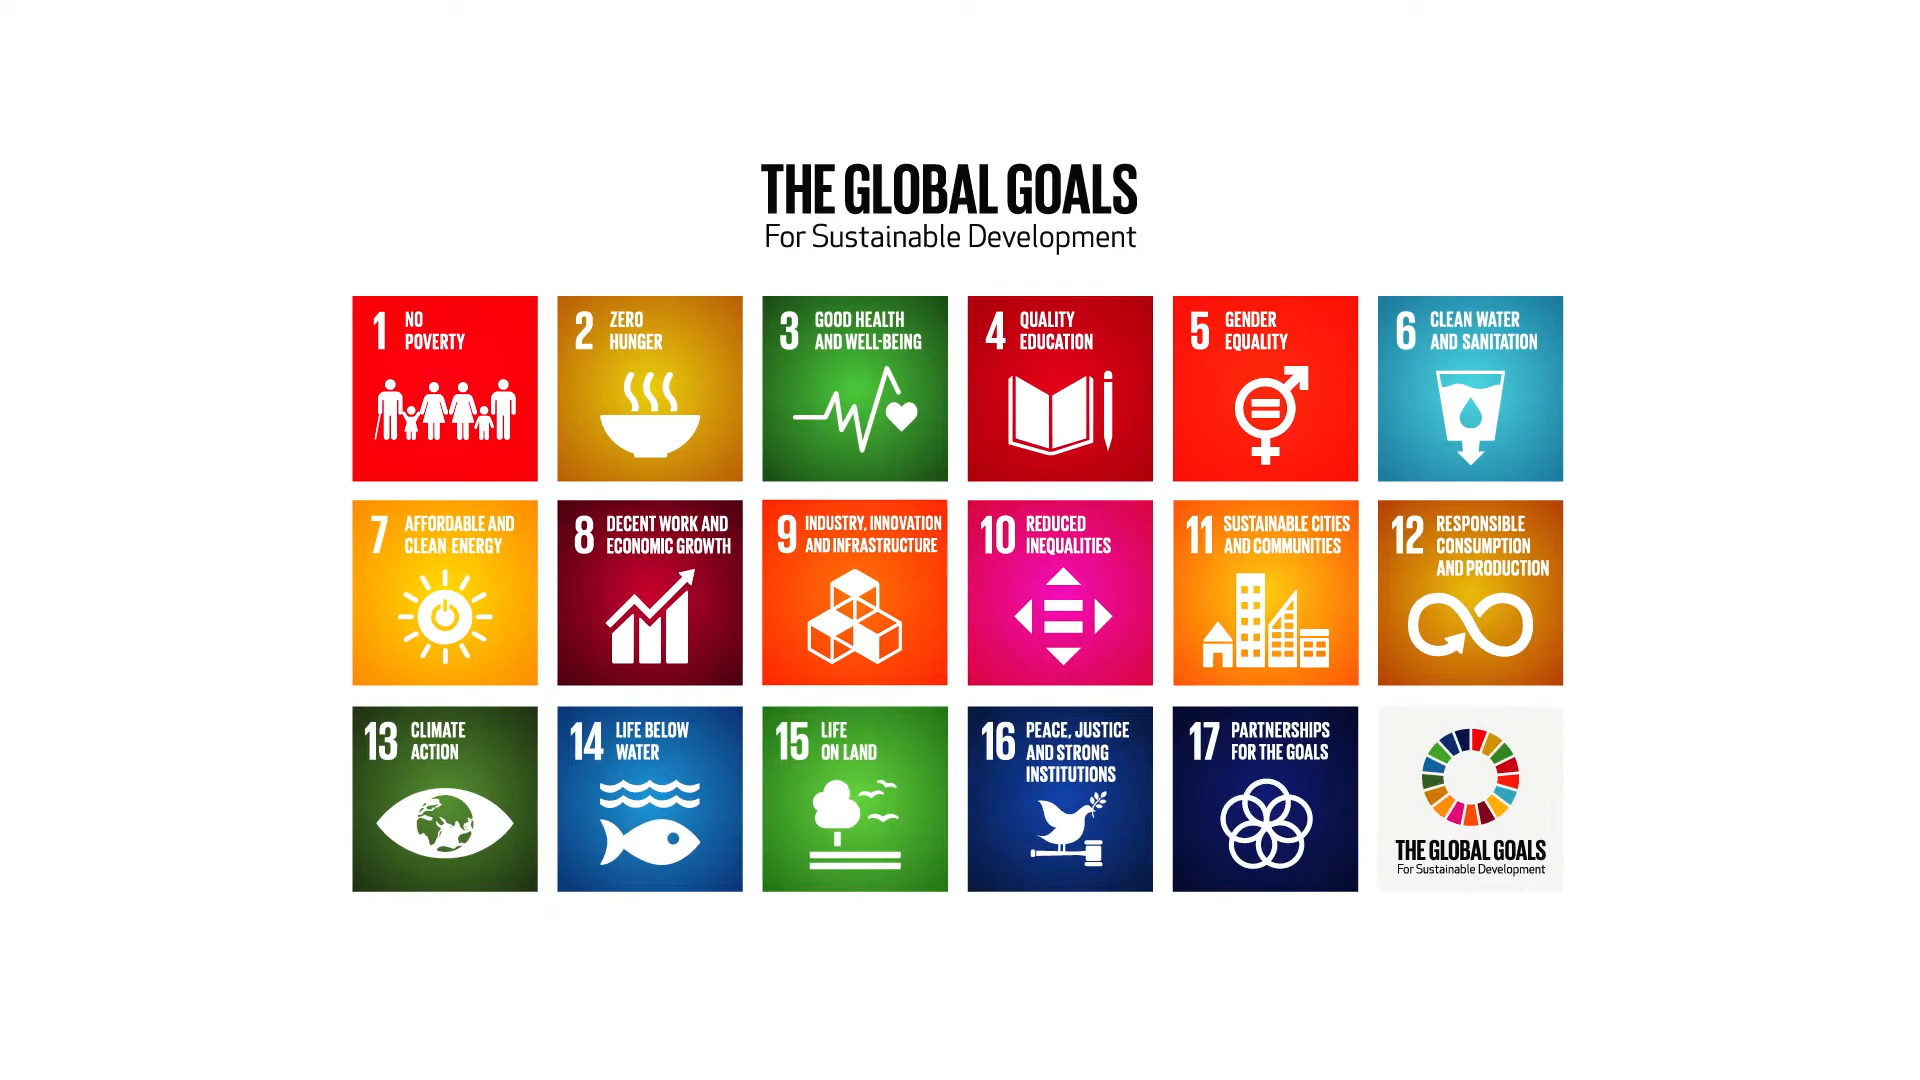 THE GLOBAL GOALS
For Sustainable Development
1 NO
POVERTY
2 ZERO
HUNGER
3 GOOD HEALTH
AND WELL-BEING
4 QUALITY
EDUCATION
5 GENDER
EQUALITY
6 CLEAN WATER
AND SANITATION
7 AFFORDABLE AND
CLEAN ENERGY
8 DECENT WORK AND
ECONOMIC GROWTH
9 INDUSTRY, INNOVATION
AND INFRASTRUCTURE
10 REDUCED
INEQUALITIES
11 SUSTAINABLE CITIES
AND COMMUNITIES
12 RESPONSIBLE
CONSUMPTION
AND PRODUCTION
13 CLIMATE
ACTION
14 LIFE BELOW
WATER
15 LIFE
ON LAND
16 PEACE, JUSTICE
AND STRONG
INSTITUTIONS
17 PARTNERSHIPS
FOR THE GOALS
THE GLOBAL GOALS
For Sustainable Development